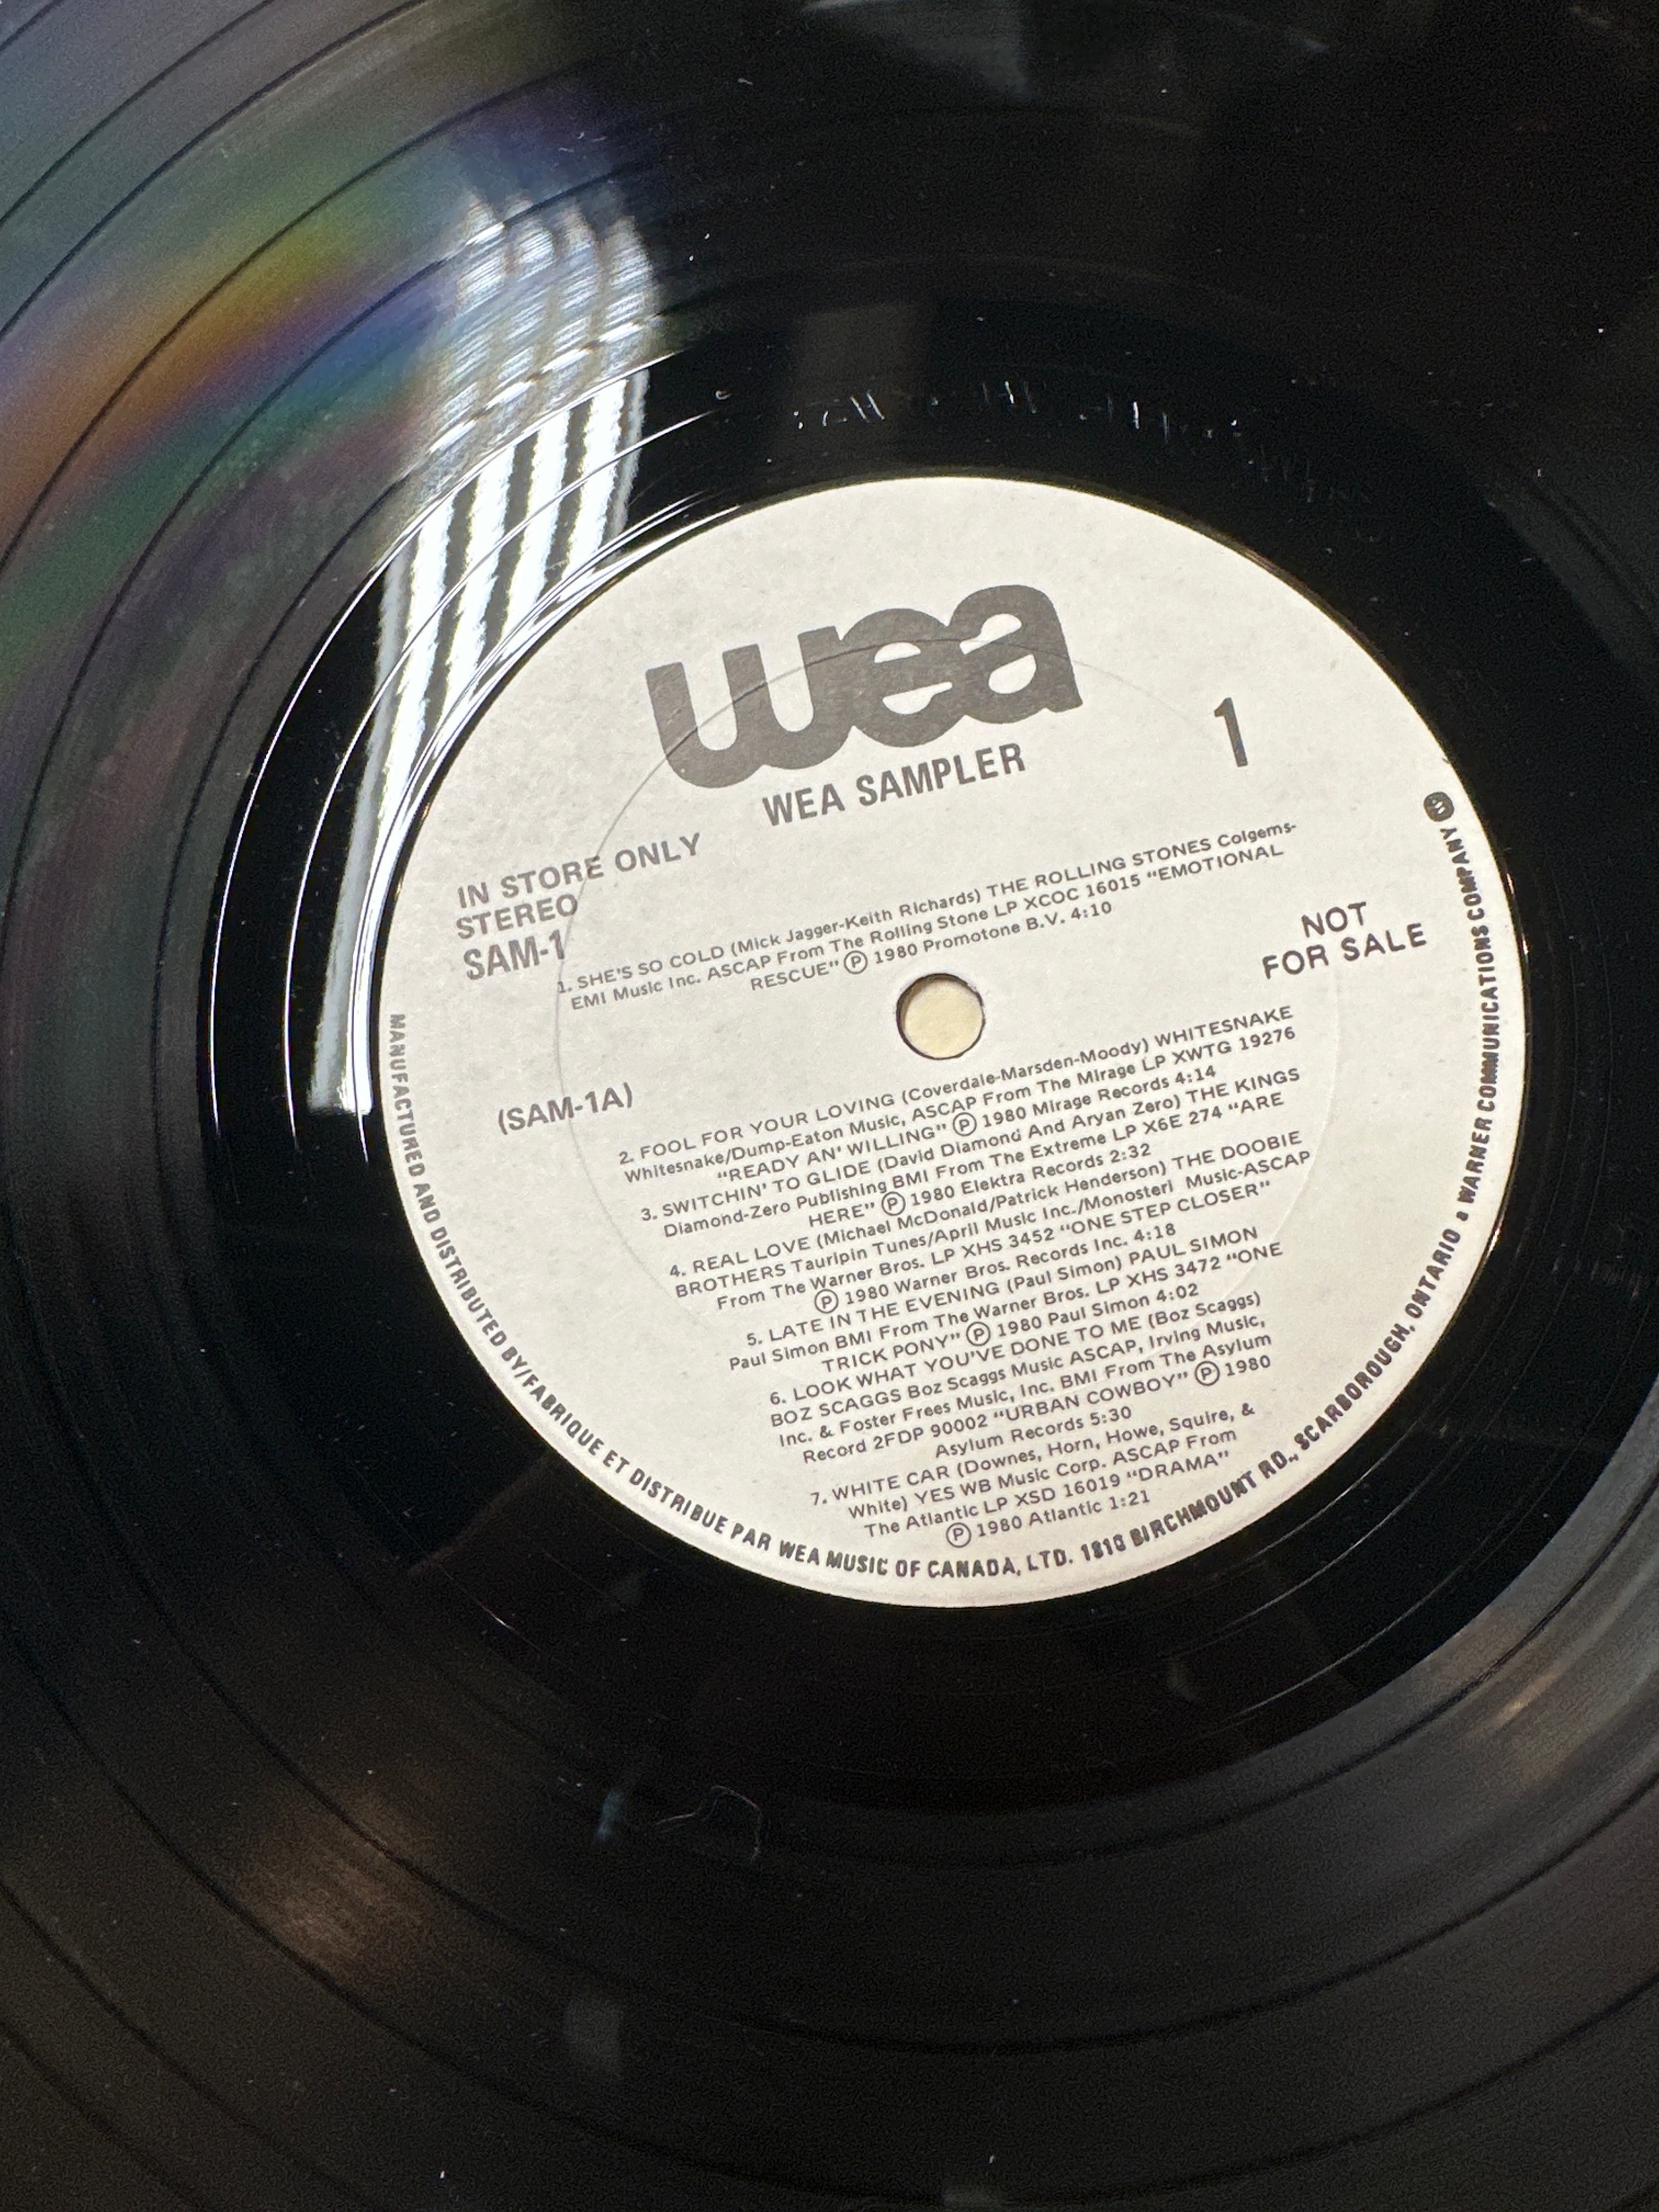 wea
WEA SAMPLER
1
IN STORE ONLY
STEREO
SAM-1
1. SHE'S SO COLD (Mick Jagger-Keith Richards) THE ROLLING STONES Colgems-
EMI Music Inc. ASCAP From The Rolling Stone LP XCOC 16015 "EMOTIONAL
RESCUE" Ⓟ 1980 Promotone B.V. 4:10
NOT
FOR SALE
(SAM-1A)
2. FOOL FOR YOUR LOVING (Coverdale-Marsden-Moody) WHITESNAKE
Whitesnake/Dump-Eaton Music, ASCAP From The Mirage LP XWTG 19276
"READY AN' WILLING" Ⓟ 1980 Mirage Records 4:14
3. SWITCHIN' TO GLIDE (David Diamond And Aryan Zero) THE KINGS
Diamond-Zero Publishing BMI From The Extreme LP X6E 274 "ARE
HERE" Ⓟ 1980 Elektra Records 2:32
4. REAL LOVE (Michael McDonald/Patrick Henderson) THE DOOBIE
BROTHERS Tauripin Tunes/April Music Inc./Monosteri Music-ASCAP
From The Warner Bros. LP XHS 3452 "ONE STEP CLOSER"
Ⓟ 1980 Warner Bros. Records Inc. 4:18
5. LATE IN THE EVENING (Paul Simon) PAUL SIMON
Paul Simon BMI From The Warner Bros. LP XHS 3472 "ONE
TRICK PONY" Ⓟ 1980 Paul Simon 4:02
6. LOOK WHAT YOU'VE DONE TO ME (Boz Scaggs)
BOZ SCAGGS Boz Scaggs Music ASCAP, Irving Music,
Inc. & Foster Frees Music, Inc. BMI From The Asylum
Record 2FDP 90002 "URBAN COWBOY" Ⓟ 1980
Asylum Records 5:30
7. WHITE CAR (Downes, Horn, Howe, Squire, &
White) YES WB Music Corp. ASCAP From
The Atlantic LP XSD 16019 "DRAMA"
Ⓟ 1980 Atlantic 1:21
MANUFACTURED AND DISTRIBUTED BY/FABRIQUE ET DISTRIBUE PAR WEA MUSIC OF CANADA, LTD. 1810 BIRCHMOUNT RD., SCARBOROUGH, ONTARIO a WARNER COMMUNICATIONS COMPANY